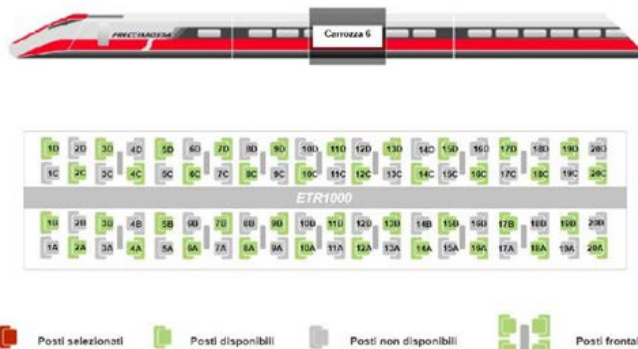 FRECCIAROSSA
Carrozza 6
1D 2D 3D 4D 5D 6D 7D 8D 9D 10D 11D 12D 13D 14D 15D 16D 17D 18D 19D 20D
1C 2C 3C 4C 5C 6C 7C 8C 9C 10C 11C 12C 13C 14C 15C 16C 17C 18C 19C 20C
ETR1000
1B 2B 3B 4B 5B 6B 7B 8B 9B 10B 11B 12B 13B 14B 15B 16B 17B 18B 19B 20B
1A 2A 3A 4A 5A 6A 7A 8A 9A 10A 11A 12A 13A 14A 15A 16A 17A 18A 19A 20A
Posti selezionati Posti disponibili Posti non disponibili Posti fronta